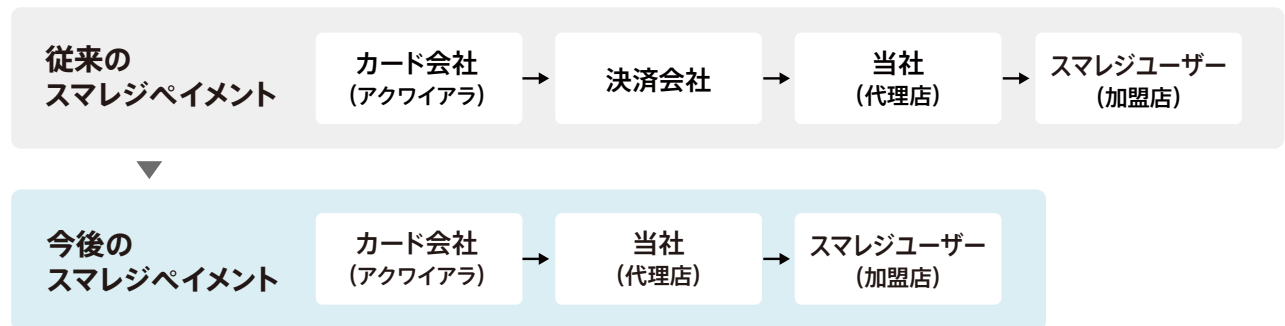 従来の
スマレジペイメント
カード会社
(アクワイアラ)
決済会社
当社
(代理店)
スマレジユーザー
(加盟店)
今後の
スマレジペイメント
カード会社
(アクワイアラ)
当社
(代理店)
スマレジユーザー
(加盟店)